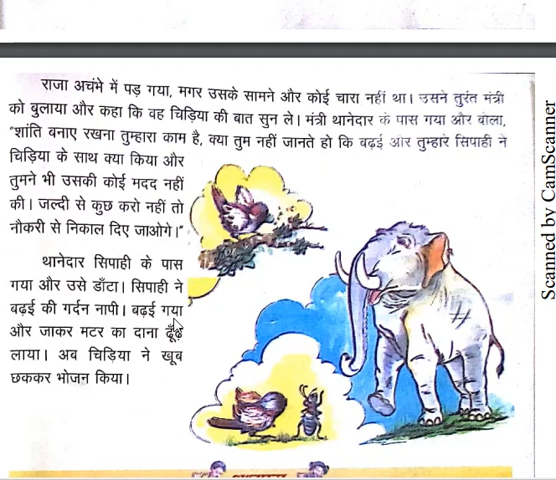 राजा अचंभे में पड़ गया, मगर उसके सामने और कोई चारा नहीं था। उसने तुरंत मंत्री
को बुलाया और कहा कि वह चिड़िया की बात सुन ले। मंत्री थानेदार के पास गया और बोला,
"शांति बनाए रखना तुम्हारा काम है, क्या तुम नहीं जानते हो कि बढ़ई और तुम्हारे सिपाही ने
चिड़िया के साथ क्या किया और
तुमने भी उसकी कोई मदद नहीं
की। जल्दी से कुछ करो नहीं तो
नौकरी से निकाल दिए जाओगे।"
थानेदार सिपाही के पास
गया और उसे डाँटा। सिपाही ने
बढ़ई की गर्दन नापी। बढ़ई गया
और जाकर मटर का दाना ढूँढ़
लाया। अब चिड़िया ने खूब
छककर भोजन किया।
Scanned by CamScanner